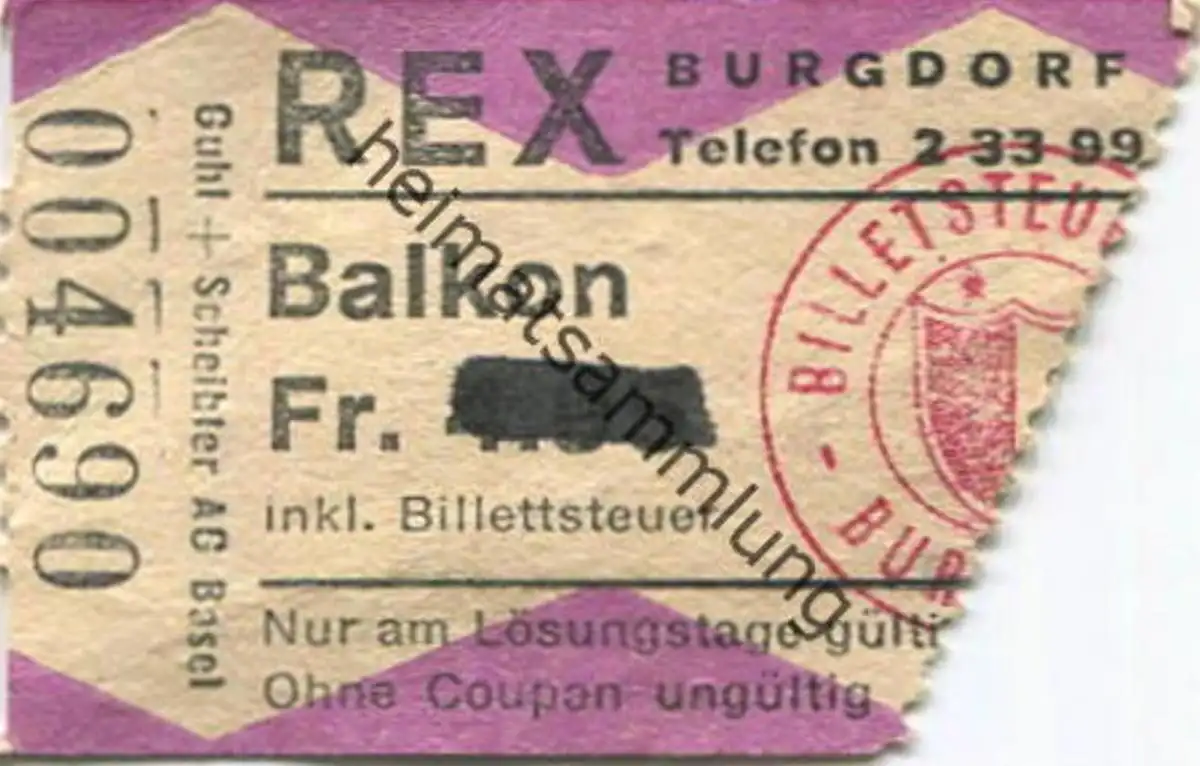 REX BURGDORF
Telefon 2 33 99
Balkon
Fr.
inkl. Billettsteuer
Nur am Lösungstage gülti
Ohne Coupon ungültig
004690
Guhl + Scheibler AG Basel
BILLETSTEU
BUR
heimatsammlung